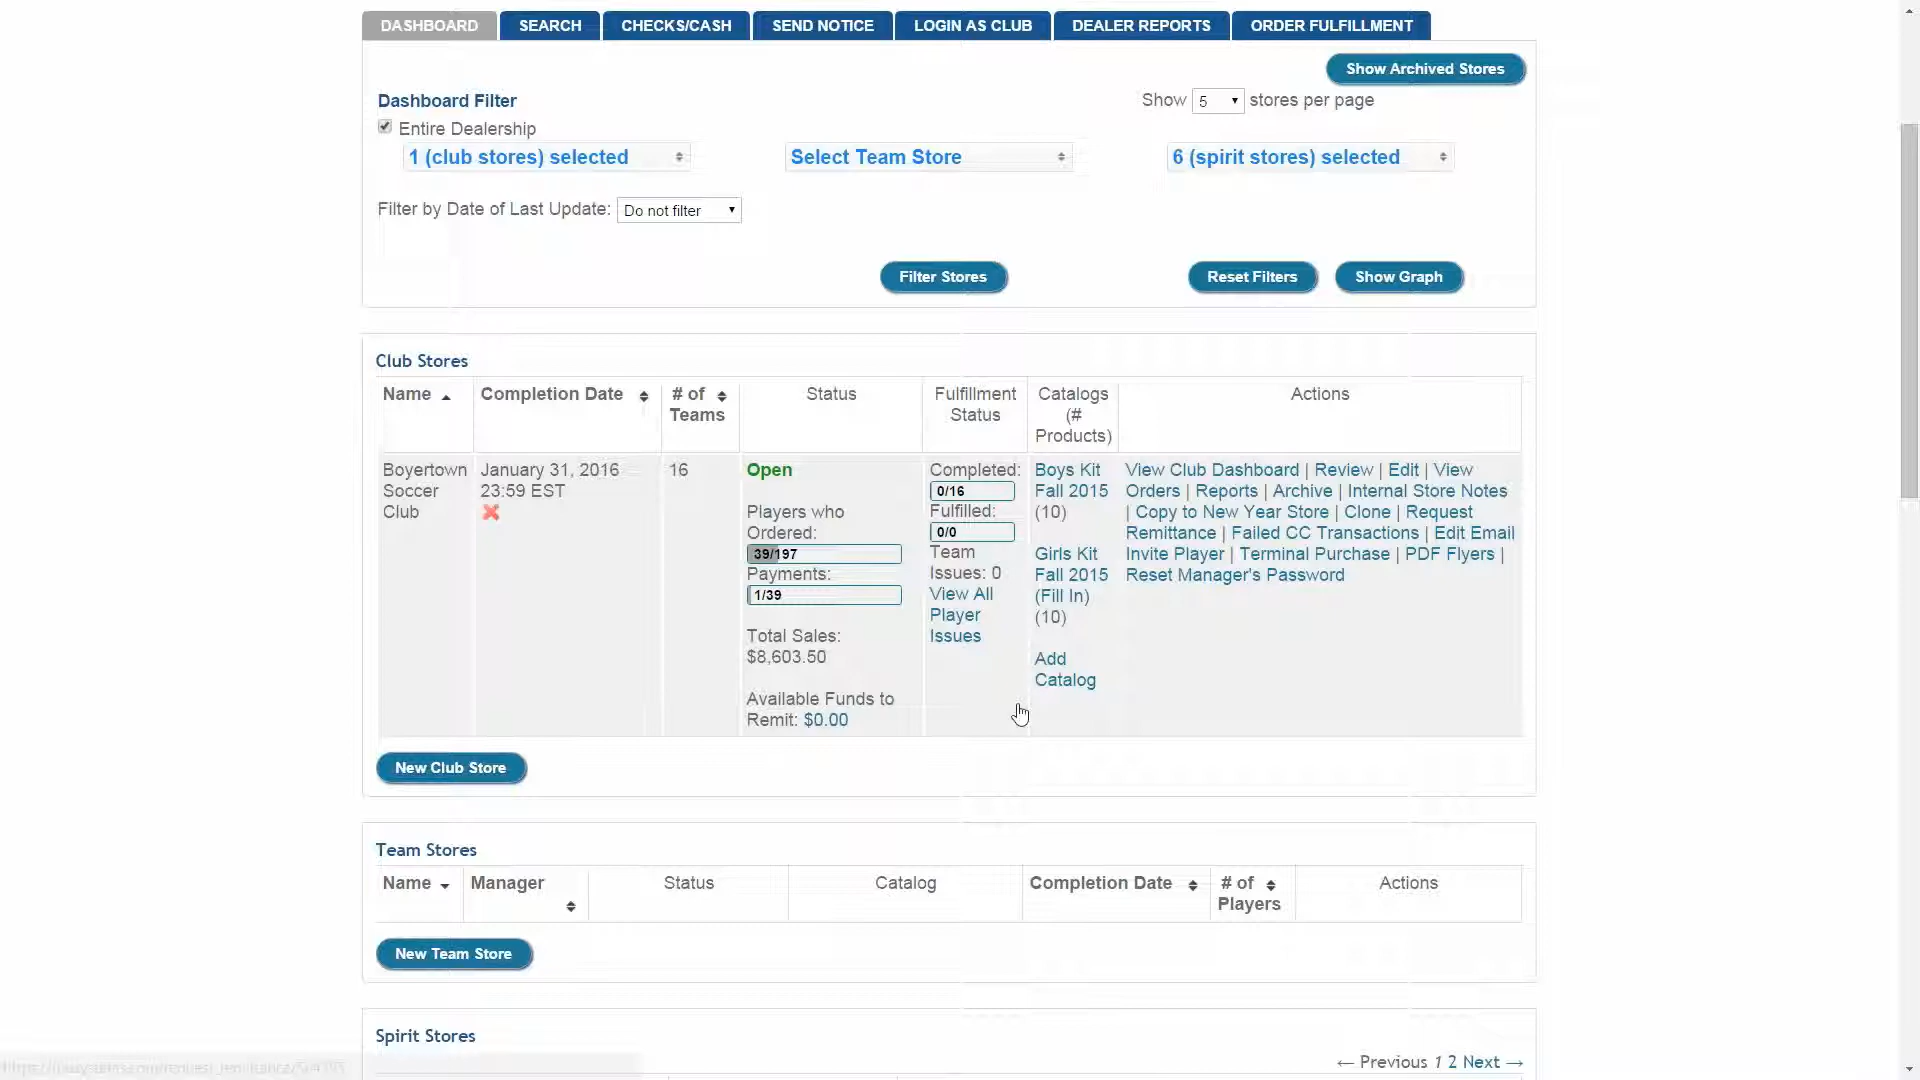 DASHBOARD SEARCH CHECKS/CASH SEND NOTICE LOGIN AS CLUB DEALER REPORTS ORDER FULFILLMENT
Show Archived Stores
Dashboard Filter
Show 5 stores per page
Entire Dealership
1 (club stores) selected
Select Team Store
6 (spirit stores) selected
Filter by Date of Last Update: Do not filter
Filter Stores
Reset Filters
Show Graph
Club Stores
Name
Completion Date
# of
Teams
Status
Fulfillment
Status
Catalogs
(#
Products)
Actions
Boyertown
Soccer
Club
January 31, 2016
23:59 EST
16
Open
Players who
Ordered:
39/197
Payments:
1/39
Total Sales:
$8,603.50
Available Funds to
Remit: $0.00
Completed:
0/16
Fulfilled:
0/0
Team
Issues: 0
View All
Player
Issues
Boys Kit
Fall 2015
(10)
Girls Kit
Fall 2015
(Fill In)
(10)
Add
Catalog
View Club Dashboard | Review | Edit | View
Orders | Reports | Archive | Internal Store Notes
| Copy to New Year Store | Clone | Request
Remittance | Failed CC Transactions | Edit Email
Invite Player | Terminal Purchase | PDF Flyers |
Reset Manager's Password
New Club Store
Team Stores
Name
Manager
Status
Catalog
Completion Date
# of
Players
Actions
New Team Store
Spirit Stores
← Previous 1 2 Next →